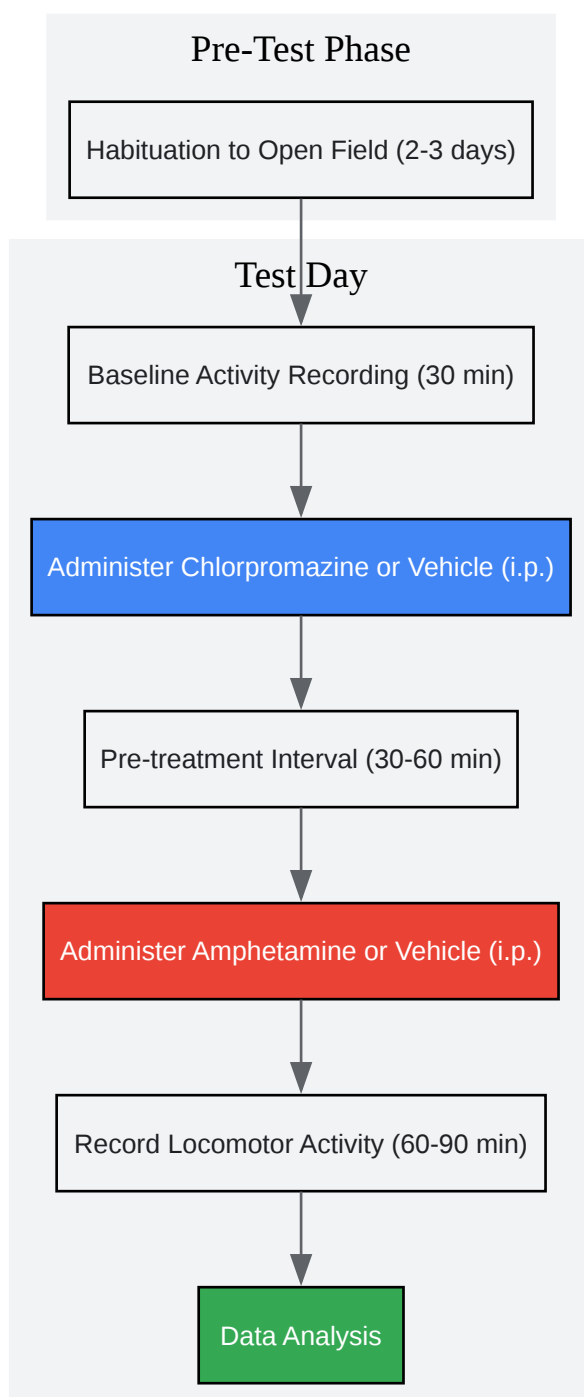 Pre-Test Phase
Habituation to Open Field (2-3 days)
Test Day
Baseline Activity Recording (30 min)
Administer Chlorpromazine or Vehicle (i.p.)
Pre-treatment Interval (30-60 min)
Administer Amphetamine or Vehicle (i.p.)
Record Locomotor Activity (60-90 min)
Data Analysis